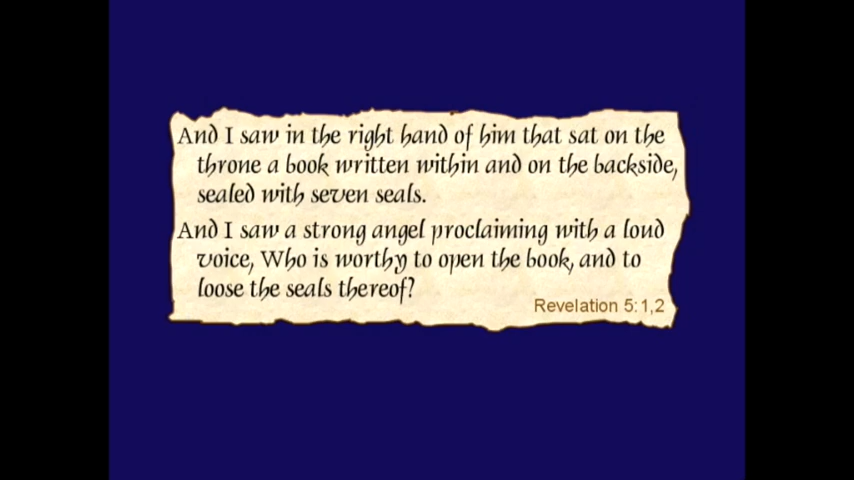 And I saw in the right hand of him that sat on the
throne a book written within and on the backside,
sealed with seven seals.
And I saw a strong angel proclaiming with a loud
voice, Who is worthy to open the book, and to
loose the seals thereof?
Revelation 5:1,2